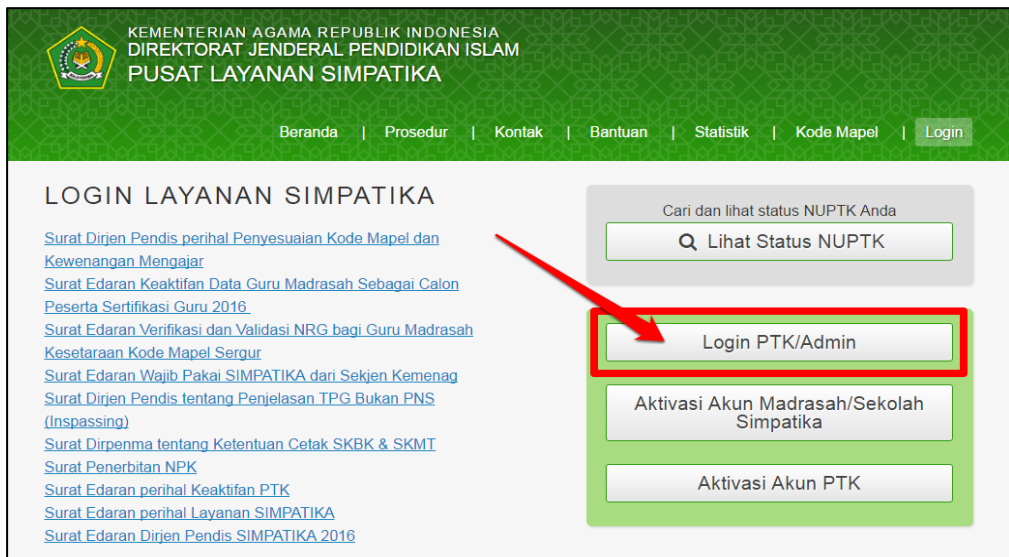 KEMENTERIAN AGAMA REPUBLIK INDONESIA
DIREKTORAT JENDERAL PENDIDIKAN ISLAM
PUSAT LAYANAN SIMPATIKA
Beranda | Prosedur | Kontak | Bantuan | Statistik | Kode Mapel | Login
LOGIN LAYANAN SIMPATIKA
Surat Dirjen Pendis perihal Penyesuaian Kode Mapel dan
Kewenangan Mengajar
Surat Edaran Keaktifan Data Guru Madrasah Sebagai Calon
Peserta Sertifikasi Guru 2016
Surat Edaran Verifikasi dan Validasi NRG bagi Guru Madrasah
Kesetaraan Kode Mapel Sergur
Surat Edaran Wajib Pakai SIMPATIKA dari Sekjen Kemenag
Surat Dirjen Pendis tentang Penjelasan TPG Bukan PNS
(Inspassing)
Surat Dirpenma tentang Ketentuan Cetak SKBK & SKMT
Surat Penerbitan NPK
Surat Edaran perihal Keaktifan PTK
Surat Edaran perihal Layanan SIMPATIKA
Surat Edaran Dirjen Pendis SIMPATIKA 2016
Cari dan lihat status NUPTK Anda
Lihat Status NUPTK
Login PTK/Admin
Aktivasi Akun Madrasah/Sekolah
Simpatika
Aktivasi Akun PTK